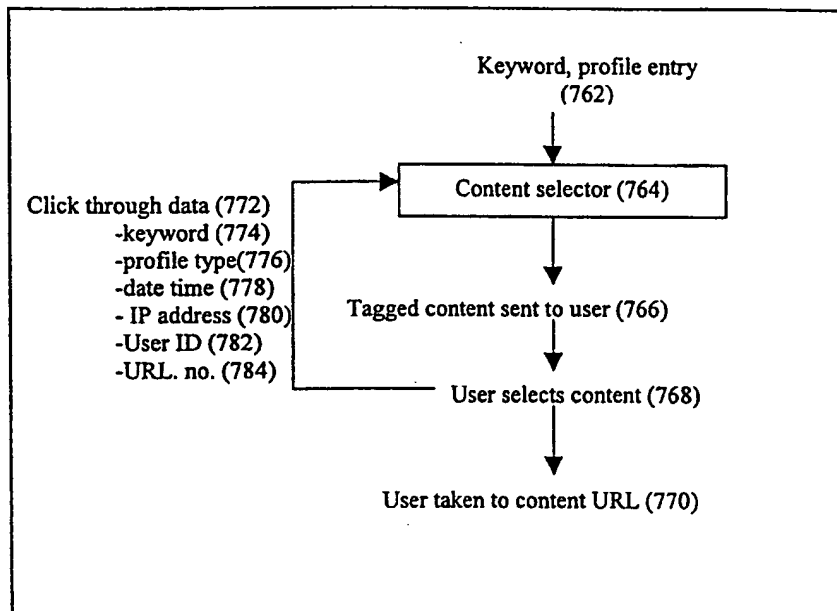 Keyword, profile entry
(762)
Content selector (764)
Click through data (772)
-keyword (774)
-profile type(776)
-date time (778)
- IP address (780)
-User ID (782)
-URL. no. (784)
Tagged content sent to user (766)
User selects content (768)
User taken to content URL (770)